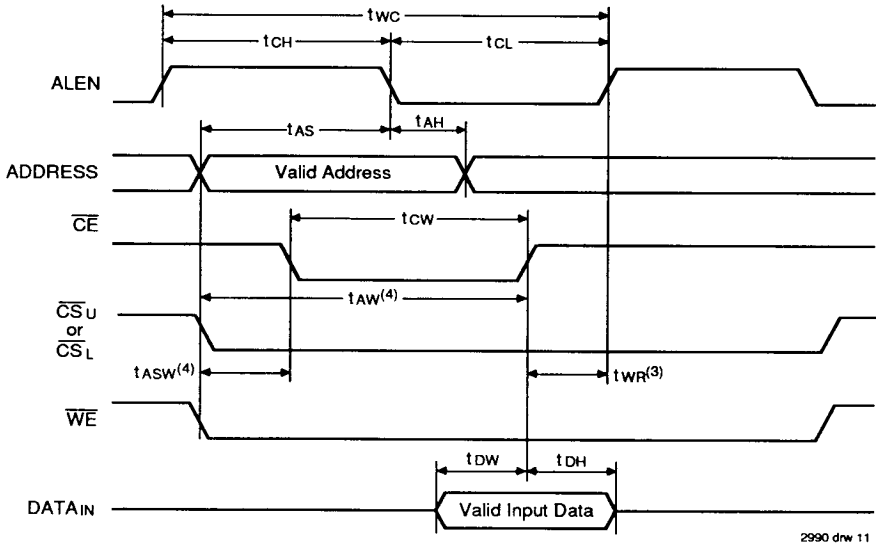 tWC
tCH
tCL
ALEN
tAS
tAH
ADDRESS
Valid Address
CE
tCW
tAW(4)
CSU
or
CSL
tASW(4)
tWR(3)
WE
tDW
tDH
DATAIN
Valid Input Data
2990 drw 11